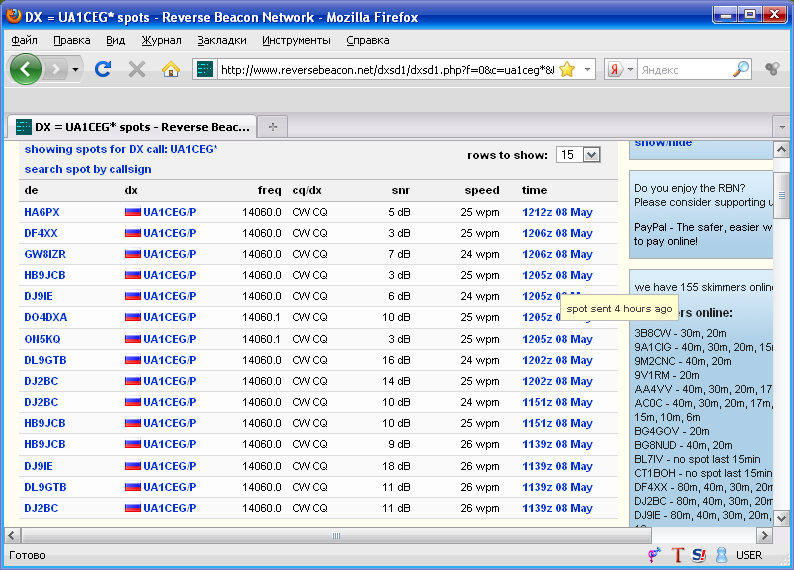 DX = UA1CEG* spots - Reverse Beacon Network - Mozilla Firefox
Файл Правка Вид Журнал Закладки Инструменты Справка
http://www.reversebeacon.net/dxsd1/dxsd1.php?f=0&c=ua1ceg*&
Яндекс
DX = UA1CEG* spots - Reverse Beac...
showing spots for DX call: UA1CEG*
rows to show: 15
search spot by callsign
de dx freq cq/dx snr speed time
HA6PX UA1CEG/P 14060.0 CW CQ 5 dB 25 wpm 1212z 08 May
DF4XX UA1CEG/P 14060.0 CW CQ 3 dB 25 wpm 1206z 08 May
GW8IZR UA1CEG/P 14060.0 CW CQ 7 dB 24 wpm 1206z 08 May
HB9JCB UA1CEG/P 14060.0 CW CQ 3 dB 25 wpm 1205z 08 May
DJ9IE UA1CEG/P 14060.0 CW CQ 6 dB 24 wpm 1205z 08 May
DO4DXA UA1CEG/P 14060.1 CW CQ 10 dB 25 wpm 1205z 08 May
ON5KQ UA1CEG/P 14060.1 CW CQ 3 dB 25 wpm 1205z 08 May
DL9GTB UA1CEG/P 14060.0 CW CQ 16 dB 24 wpm 1202z 08 May
DJ2BC UA1CEG/P 14060.0 CW CQ 14 dB 25 wpm 1202z 08 May
DJ2BC UA1CEG/P 14060.0 CW CQ 10 dB 24 wpm 1151z 08 May
HB9JCB UA1CEG/P 14060.0 CW CQ 10 dB 25 wpm 1151z 08 May
HB9JCB UA1CEG/P 14060.0 CW CQ 9 dB 26 wpm 1139z 08 May
DJ9IE UA1CEG/P 14060.0 CW CQ 18 dB 26 wpm 1139z 08 May
DL9GTB UA1CEG/P 14060.0 CW CQ 11 dB 26 wpm 1139z 08 May
DJ2BC UA1CEG/P 14060.0 CW CQ 11 dB 26 wpm 1139z 08 May
spot sent 4 hours ago
show/hide
Do you enjoy the RBN?
Please consider supporting u
PayPal - The safer, easier w
to pay online!
we have 155 skimmers online
ers online:
3B8CW - 30m, 20m
9A1CIG - 40m, 30m, 20m, 15m
9M2CNC - 40m, 20m
9V1RM - 20m
AA4VV - 40m, 30m, 20m, 17
AC0C - 40m, 30m, 20m, 17m,
15m, 10m, 6m
BG4GOV - 20m
BG8NUD - 40m, 20m
BL7IV - no spot last 15min
CT1BOH - no spot last 15min
DF4XX - 80m, 40m, 30m, 20m
DJ2BC - 80m, 40m, 30m, 20m
DJ9IE - 80m, 40m, 30m, 20m
Готово
USER